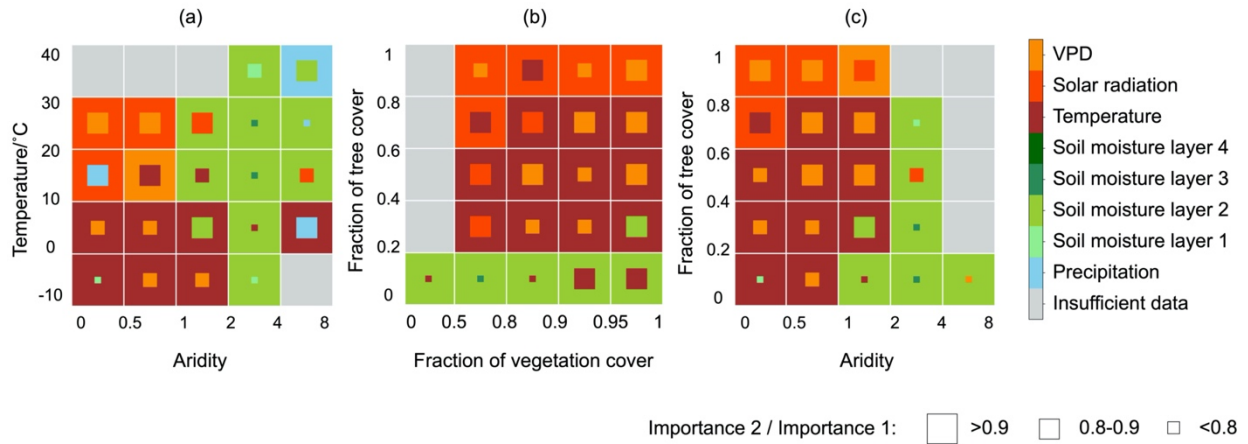 (a)
(b)
(c)
Temperature/˚C
40
30
20
10
0
-10
0 0.5 1 2 4 8
Aridity
Fraction of tree cover
1
0.8
0.6
0.4
0.2
0
0 0.5 0.8 0.9 0.95 1
Fraction of vegetation cover
Fraction of tree cover
1
0.8
0.6
0.4
0.2
0
0 0.5 1 2 4 8
Aridity
VPD
Solar radiation
Temperature
Soil moisture layer 4
Soil moisture layer 3
Soil moisture layer 2
Soil moisture layer 1
Precipitation
Insufficient data
Importance 2 / Importance 1: >0.9 0.8-0.9 <0.8